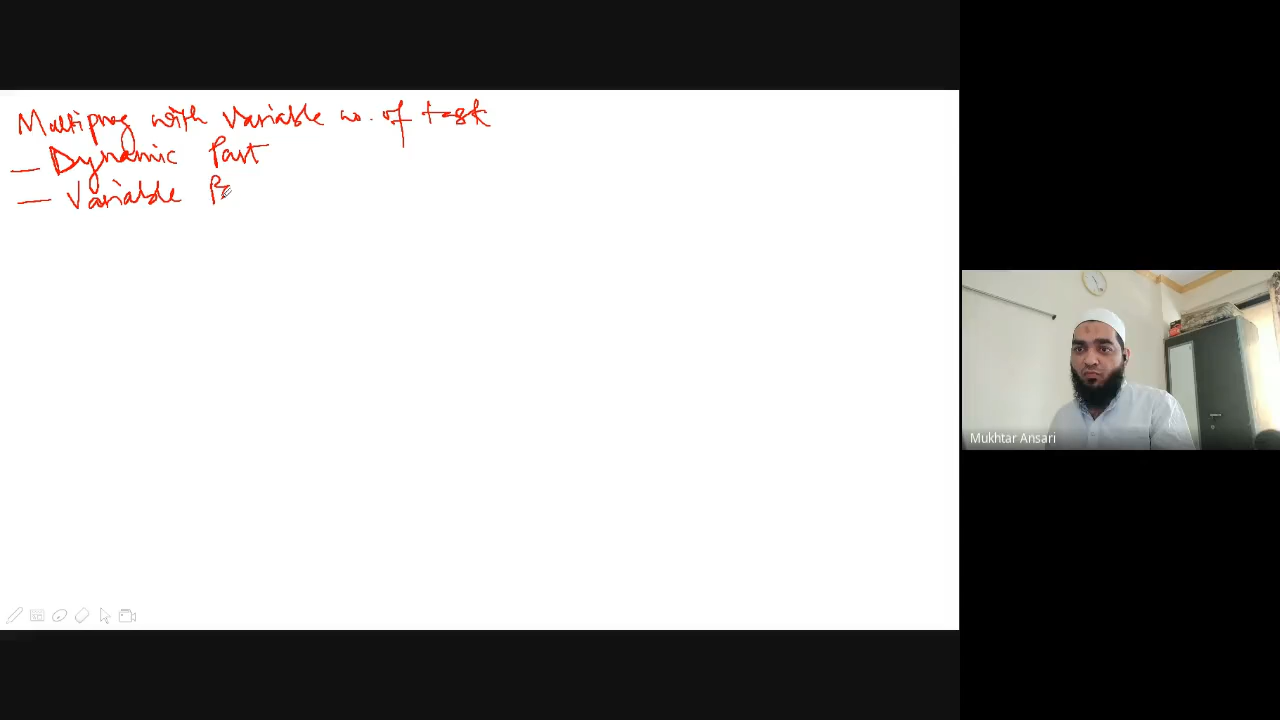 Multiprog with Variable no. of task
— Dynamic Part
— Variable P
Mukhtar Ansari